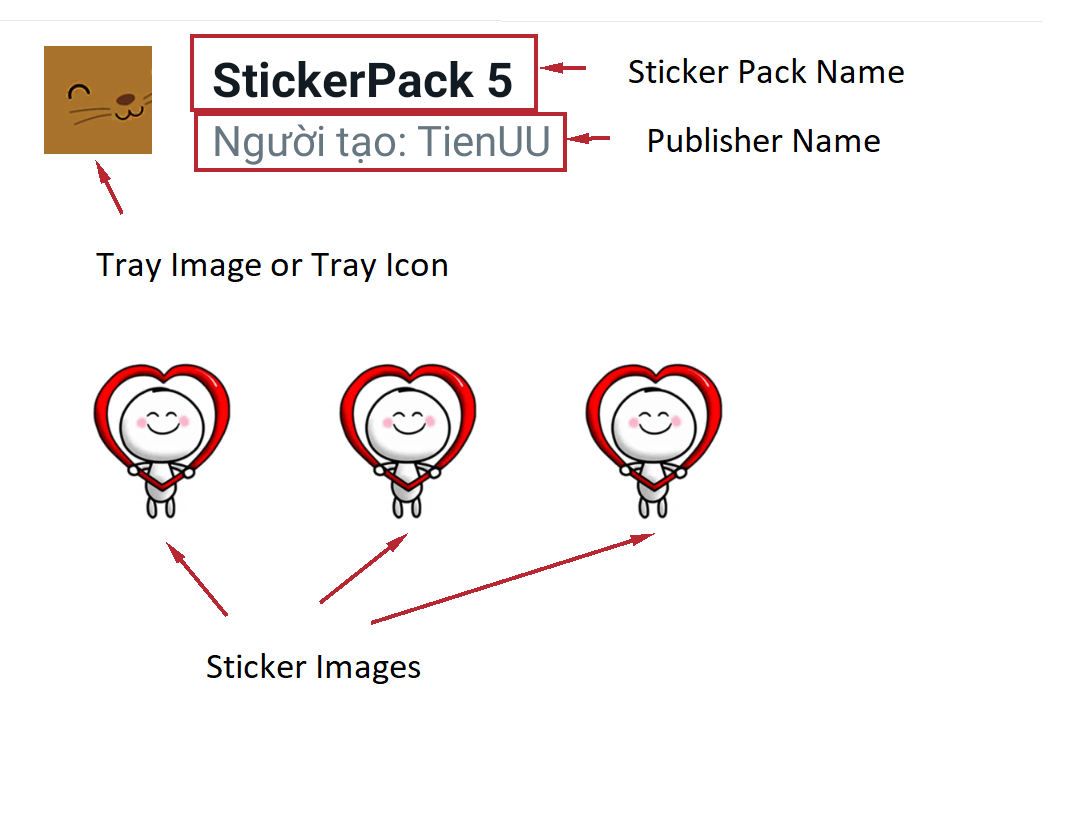 StickerPack 5
Sticker Pack Name
Người tạo: TienUU
Publisher Name
Tray Image or Tray Icon
Sticker Images